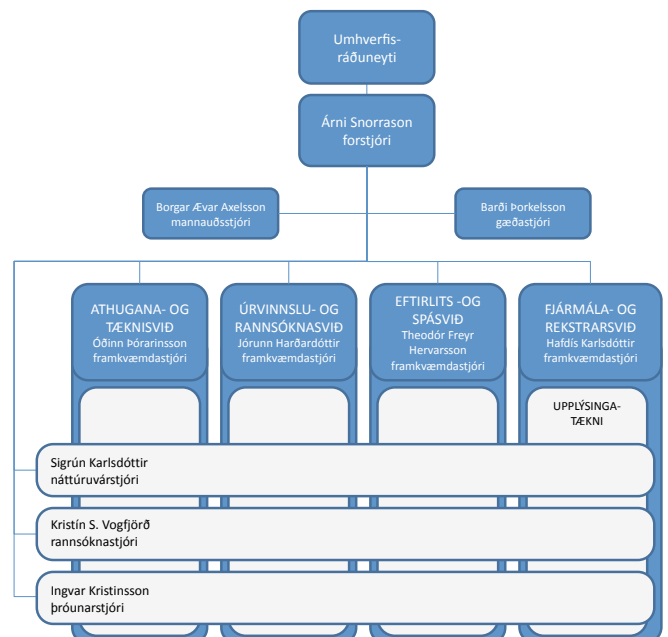 Umhverfis-
ráðuneyti
Árni Snorrason
forstjóri
Borgar Ævar Axelsson
mannauðsstjóri
Barði Þorkelsson
gæðastjóri
ATHUGANA- OG
TÆKNISVIÐ
Óðinn Þórarinsson
framkvæmdastjóri
ÚRVINNSLU- OG
RANNSÓKNASVIÐ
Jórunn Harðardóttir
framkvæmdastjóri
EFTIRLITS -OG
SPÁSVIÐ
Theodór Freyr
Hervarsson
framkvæmdastjóri
FJÁRMÁLA- OG
REKSTRARSVIÐ
Hafdís Karlsdóttir
framkvæmdastjóri
UPPLÝSINGA-
TÆKNI
Sigrún Karlsdóttir
náttúruvárstjóri
Kristín S. Vogfjörð
rannsóknastjóri
Ingvar Kristinsson
þróunarstjóri